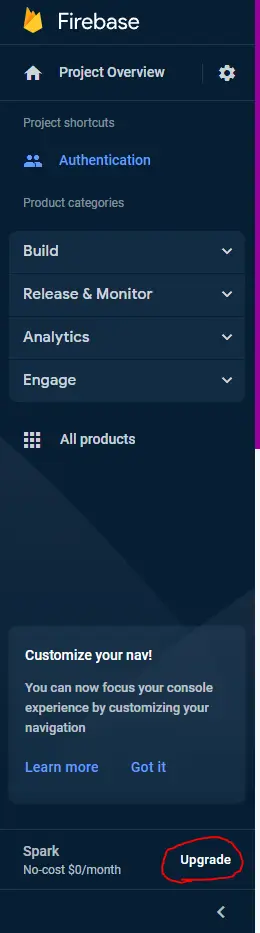 Firebase
Project Overview
Project shortcuts
Authentication
Product categories
Build
Release & Monitor
Analytics
Engage
All products
Customize your nav!
You can now focus your console
experience by customizing your
navigation
Learn more Got it
Spark
No-cost $0/month
Upgrade